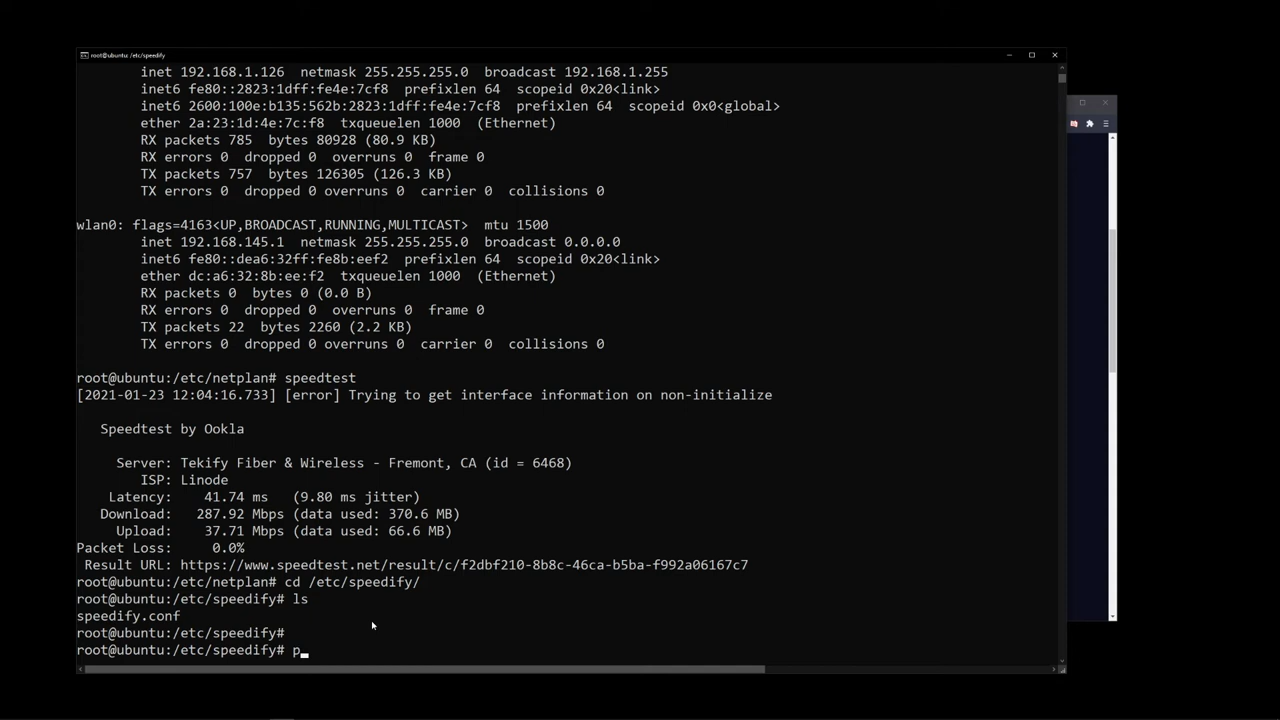 root@ubuntu: /etc/speedify
inet 192.168.1.126  netmask 255.255.255.0  broadcast 192.168.1.255
inet6 fe80::2823:1dff:fe4e:7cf8  prefixlen 64  scopeid 0x20<link>
inet6 2600:100e:b135:562b:2823:1dff:fe4e:7cf8  prefixlen 64  scopeid 0x0<global>
ether 2a:23:1d:4e:7c:f8  txqueuelen 1000  (Ethernet)
RX packets 785  bytes 80928 (80.9 KB)
RX errors 0  dropped 0  overruns 0  frame 0
TX packets 757  bytes 126305 (126.3 KB)
TX errors 0  dropped 0 overruns 0  carrier 0  collisions 0
wlan0: flags=4163<UP,BROADCAST,RUNNING,MULTICAST>  mtu 1500
inet 192.168.145.1  netmask 255.255.255.0  broadcast 0.0.0.0
inet6 fe80::dea6:32ff:fe8b:eef2  prefixlen 64  scopeid 0x20<link>
ether dc:a6:32:8b:ee:f2  txqueuelen 1000  (Ethernet)
RX packets 0  bytes 0 (0.0 B)
RX errors 0  dropped 0  overruns 0  frame 0
TX packets 22  bytes 2260 (2.2 KB)
TX errors 0  dropped 0 overruns 0  carrier 0  collisions 0
root@ubuntu:/etc/netplan# speedtest
[2021-01-23 12:04:16.733] [error] Trying to get interface information on non-initialize
Speedtest by Ookla
Server: Tekify Fiber & Wireless - Fremont, CA (id = 6468)
ISP: Linode
Latency:    41.74 ms   (9.80 ms jitter)
Download:   287.92 Mbps (data used: 370.6 MB)
Upload:    37.71 Mbps (data used: 66.6 MB)
Packet Loss:     0.0%
Result URL: https://www.speedtest.net/result/c/f2dbf210-8b8c-46ca-b5ba-f992a06167c7
root@ubuntu:/etc/netplan# cd /etc/speedify/
root@ubuntu:/etc/speedify# ls
speedify.conf
root@ubuntu:/etc/speedify#
root@ubuntu:/etc/speedify# p